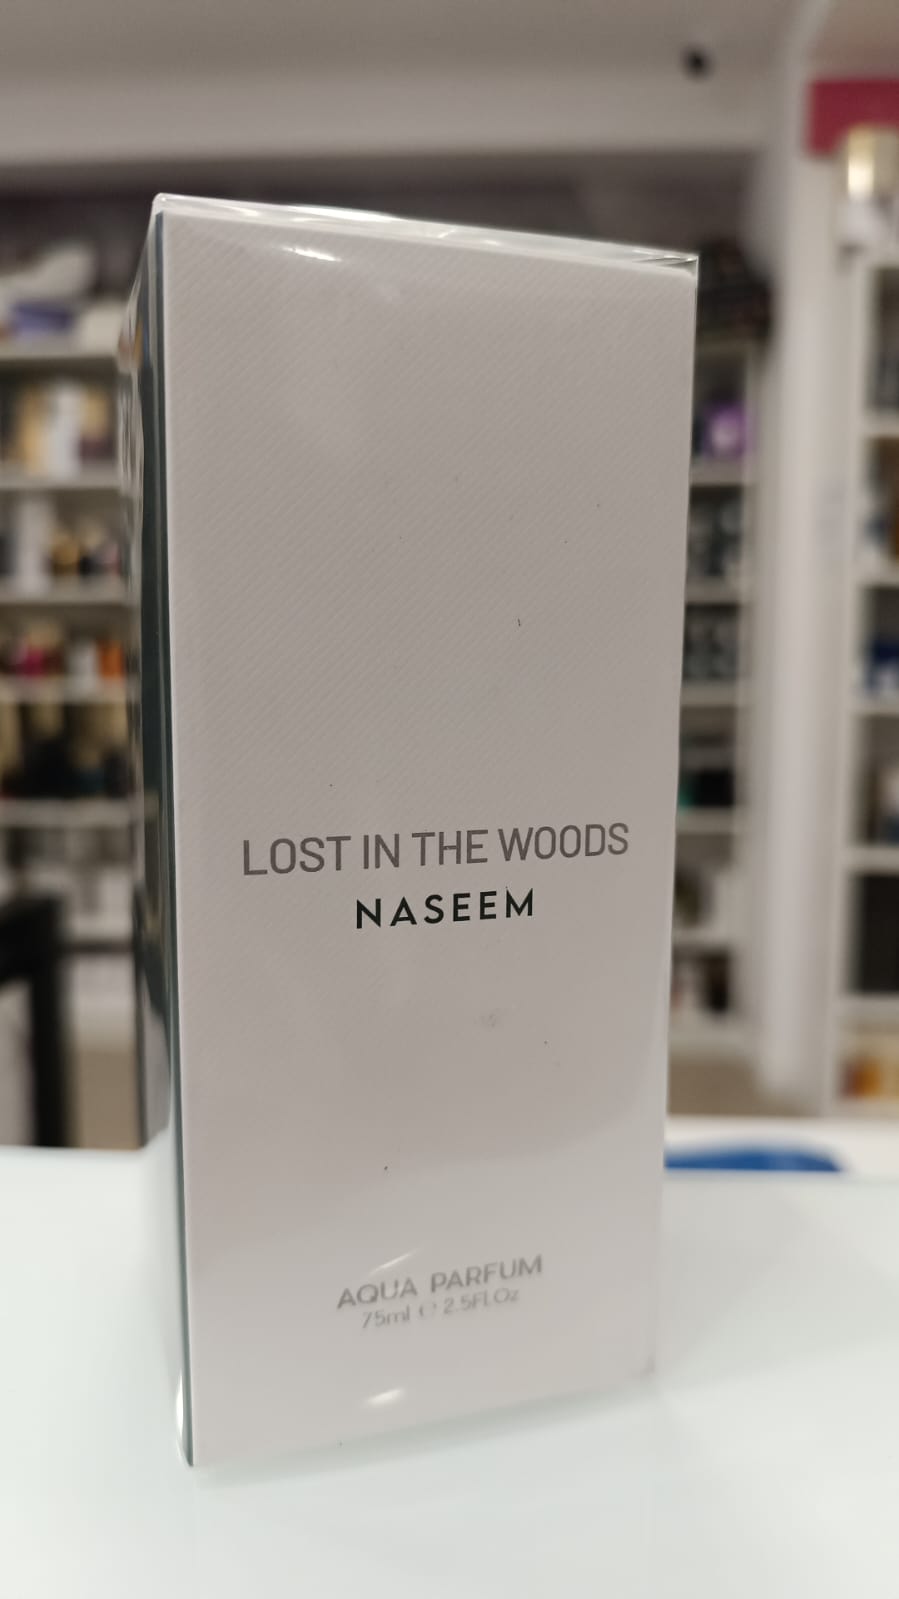 LOST IN THE WOODS
NASEEM
AQUA PARFUM
75ml ℮ 2.5Fl.Oz